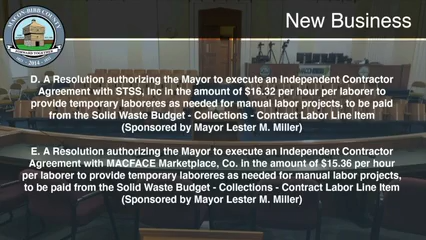 MACON-BIBB COUNTY
2014
New Business
D. A Resolution authorizing the Mayor to execute an Independent Contractor
Agreement with STSS, Inc in the amount of $16.32 per hour per laborer to
provide temporary laboreres as needed for manual labor projects, to be paid
from the Solid Waste Budget - Collections - Contract Labor Line Item
(Sponsored by Mayor Lester M. Miller)
E. A Resolution authorizing the Mayor to execute an Independent Contractor
Agreement with MACFACE Marketplace, Co. in the amount of $15.36 per hour
per laborer to provide temporary laboreres as needed for manual labor projects,
to be paid from the Solid Waste Budget - Collections - Contract Labor Line Item
(Sponsored by Mayor Lester M. Miller)